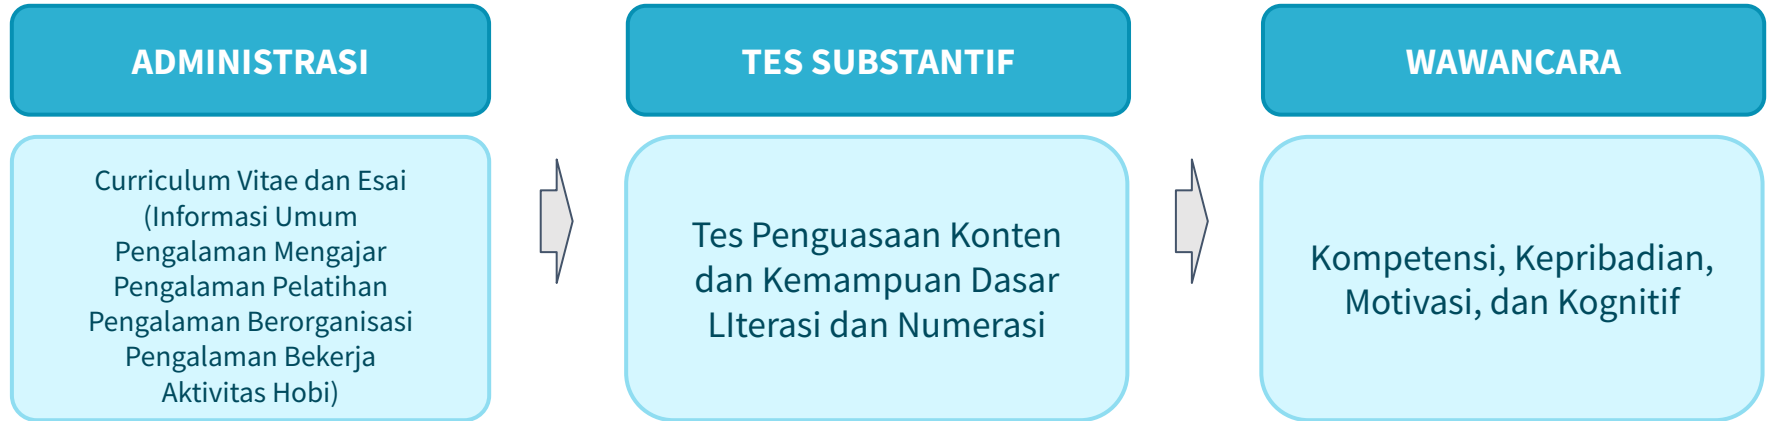 ADMINISTRASI
Curriculum Vitae dan Esai
(Informasi Umum
Pengalaman Mengajar
Pengalaman Pelatihan
Pengalaman Berorganisasi
Pengalaman Bekerja
Aktivitas Hobi)
TES SUBSTANTIF
Tes Penguasaan Konten
dan Kemampuan Dasar
LIterasi dan Numerasi
WAWANCARA
Kompetensi, Kepribadian,
Motivasi, dan Kognitif